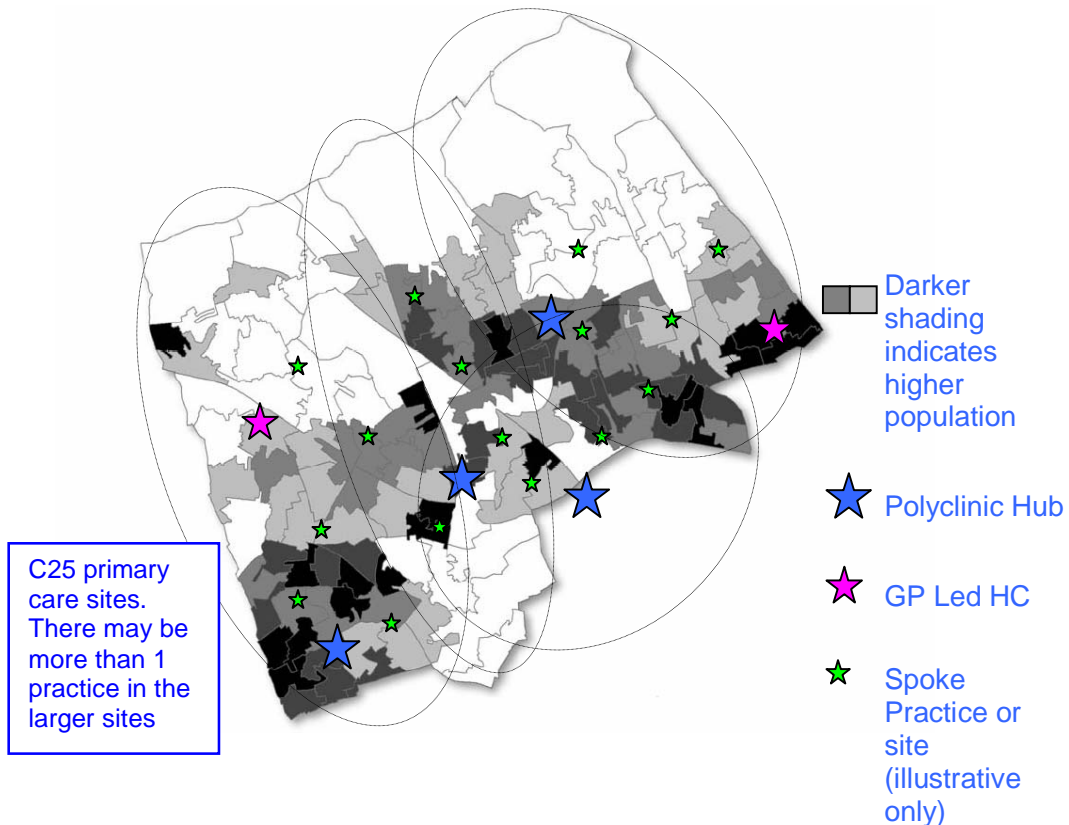 Darker
shading
indicates
higher
population
Polyclinic Hub
C25 primary
care sites.
There may be
more than 1
practice in the
larger sites
GP Led HC
Spoke
Practice or
site
(illustrative
only)